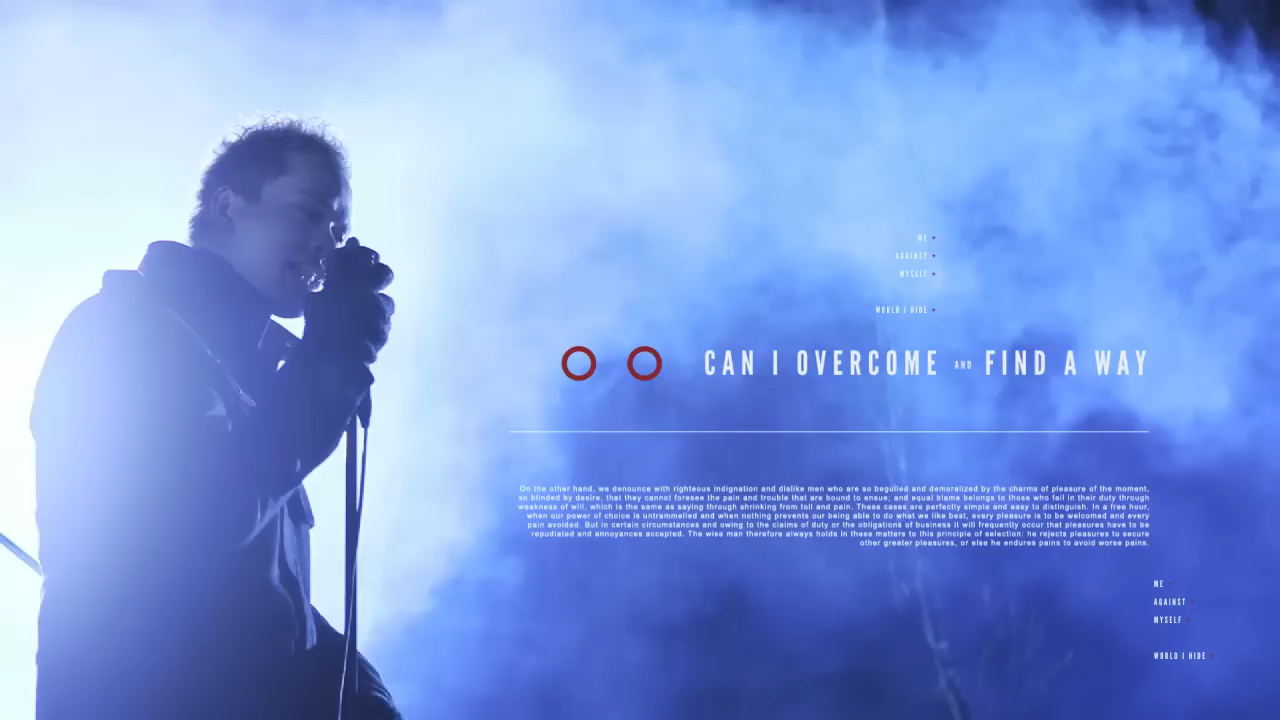 ME +
AGAINST +
MYSELF +
WORLD I HIDE +
CAN I OVERCOME AND FIND A WAY
On the other hand, we denounce with righteous indignation and dislike men who are so beguiled and demoralized by the charms of pleasure of the moment,
so blinded by desire, that they cannot foresee the pain and trouble that are bound to ensue; and equal blame belongs to those who fail in their duty through
weakness of will, which is the same as saying through shrinking from toil and pain. These cases are perfectly simple and easy to distinguish. In a free hour,
when our power of choice is untrammelled and when nothing prevents our being able to do what we like best, every pleasure is to be welcomed and every
pain avoided. But in certain circumstances and owing to the claims of duty or the obligations of business it will frequently occur that pleasures have to be
repudiated and annoyances accepted. The wise man therefore always holds in these matters to this principle of selection: he rejects pleasures to secure
other greater pleasures, or else he endures pains to avoid worse pains.
ME +
AGAINST +
MYSELF +
WORLD I HIDE +